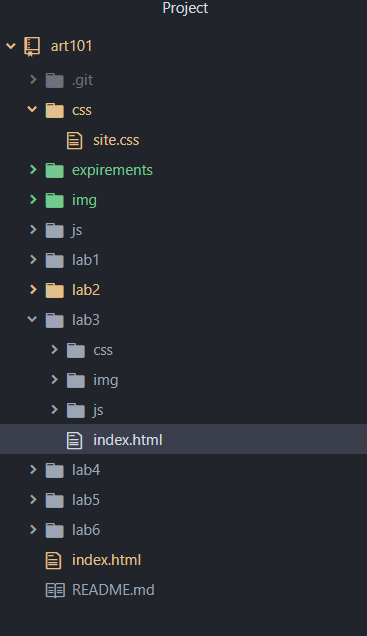 Project
art101
.git
css
site.css
expirements
img
js
lab1
lab2
lab3
css
img
js
index.html
lab4
lab5
lab6
index.html
README.md